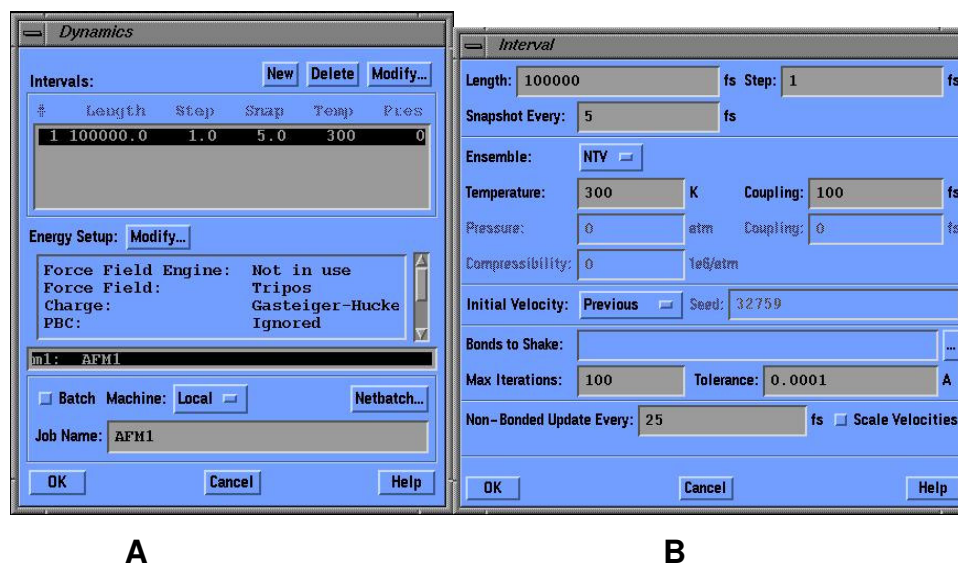 Dynamics
Intervals: New Delete Modify...
# Length Step Snap Temp Pres
1 100000.0 1.0 5.0 300 0
Energy Setup: Modify...
Force Field Engine: Not in use
Force Field: Tripos
Charge: Gasteiger-Hucke
PBC: Ignored
m1: AFM1
Batch Machine: Local Netbatch...
Job Name: AFM1
OK Cancel Help
A
Interval
Length: 100000 fs Step: 1 fs
Snapshot Every: 5 fs
Ensemble: NTV
Temperature: 300 K Coupling: 100 fs
Pressure: 0 atm Coupling: 0 fs
Compressibility: 0 1e6/atm
Initial Velocity: Previous Seed: 32759
Bonds to Shake: ...
Max Iterations: 100 Tolerance: 0.0001 A
Non-Bonded Update Every: 25 fs Scale Velocities
OK Cancel Help
B